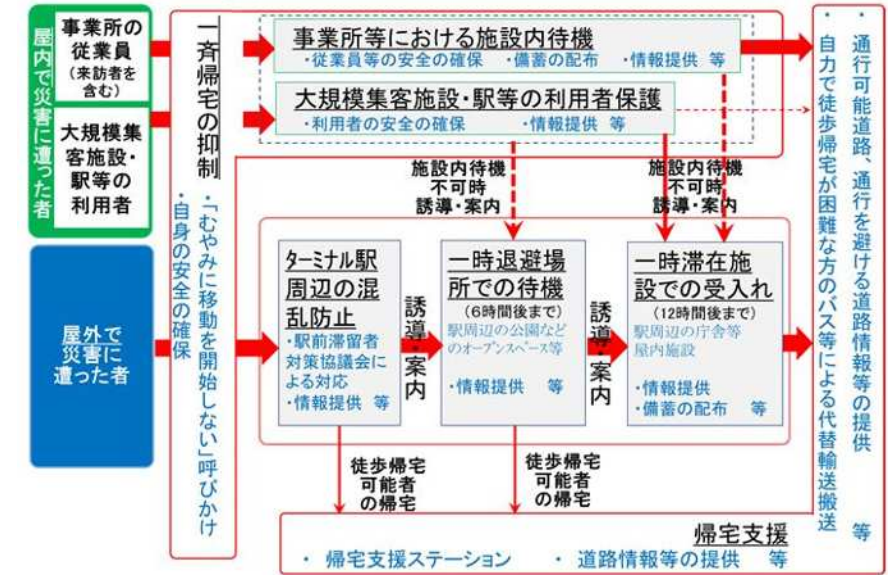 屋内で災害に遭った者
事業所の
従業員
(来訪者を
含む)
大規模集
客施設・
駅等の
利用者
屋外で
災害に
遭った者
一斉帰宅の抑制
・「むやみに移動を開始しない」呼びかけ
・自身の安全の確保
事業所等における施設内待機
・従業員等の安全の確保 ・備蓄の配布 ・情報提供 等
大規模集客施設・駅等の利用者保護
・利用者の安全の確保 ・情報提供 等
施設内待機
不可時
誘導・案内
施設内待機
不可時
誘導・案内
ターミナル駅
周辺の混
乱防止
・駅前滞留者
対策協議会に
よる対応
・情報提供 等
誘導・案内
一時退避場
所での待機
(6時間後まで)
駅周辺の公園など
のオープンスペース等
・情報提供 等
誘導・案内
一時滞在施
設での受入れ
(12時間後まで)
駅周辺の庁舎等
屋内施設
・情報提供
・備蓄の配布 等
徒歩帰宅
可能者
の帰宅
徒歩帰宅
可能者
の帰宅
帰宅支援
・ 帰宅支援ステーション ・ 道路情報等の提供 等
・ 通行可能道路、通行を避ける道路情報等の提供
・ 自力で徒歩帰宅が困難な方のバス等による代替輸送搬送 等